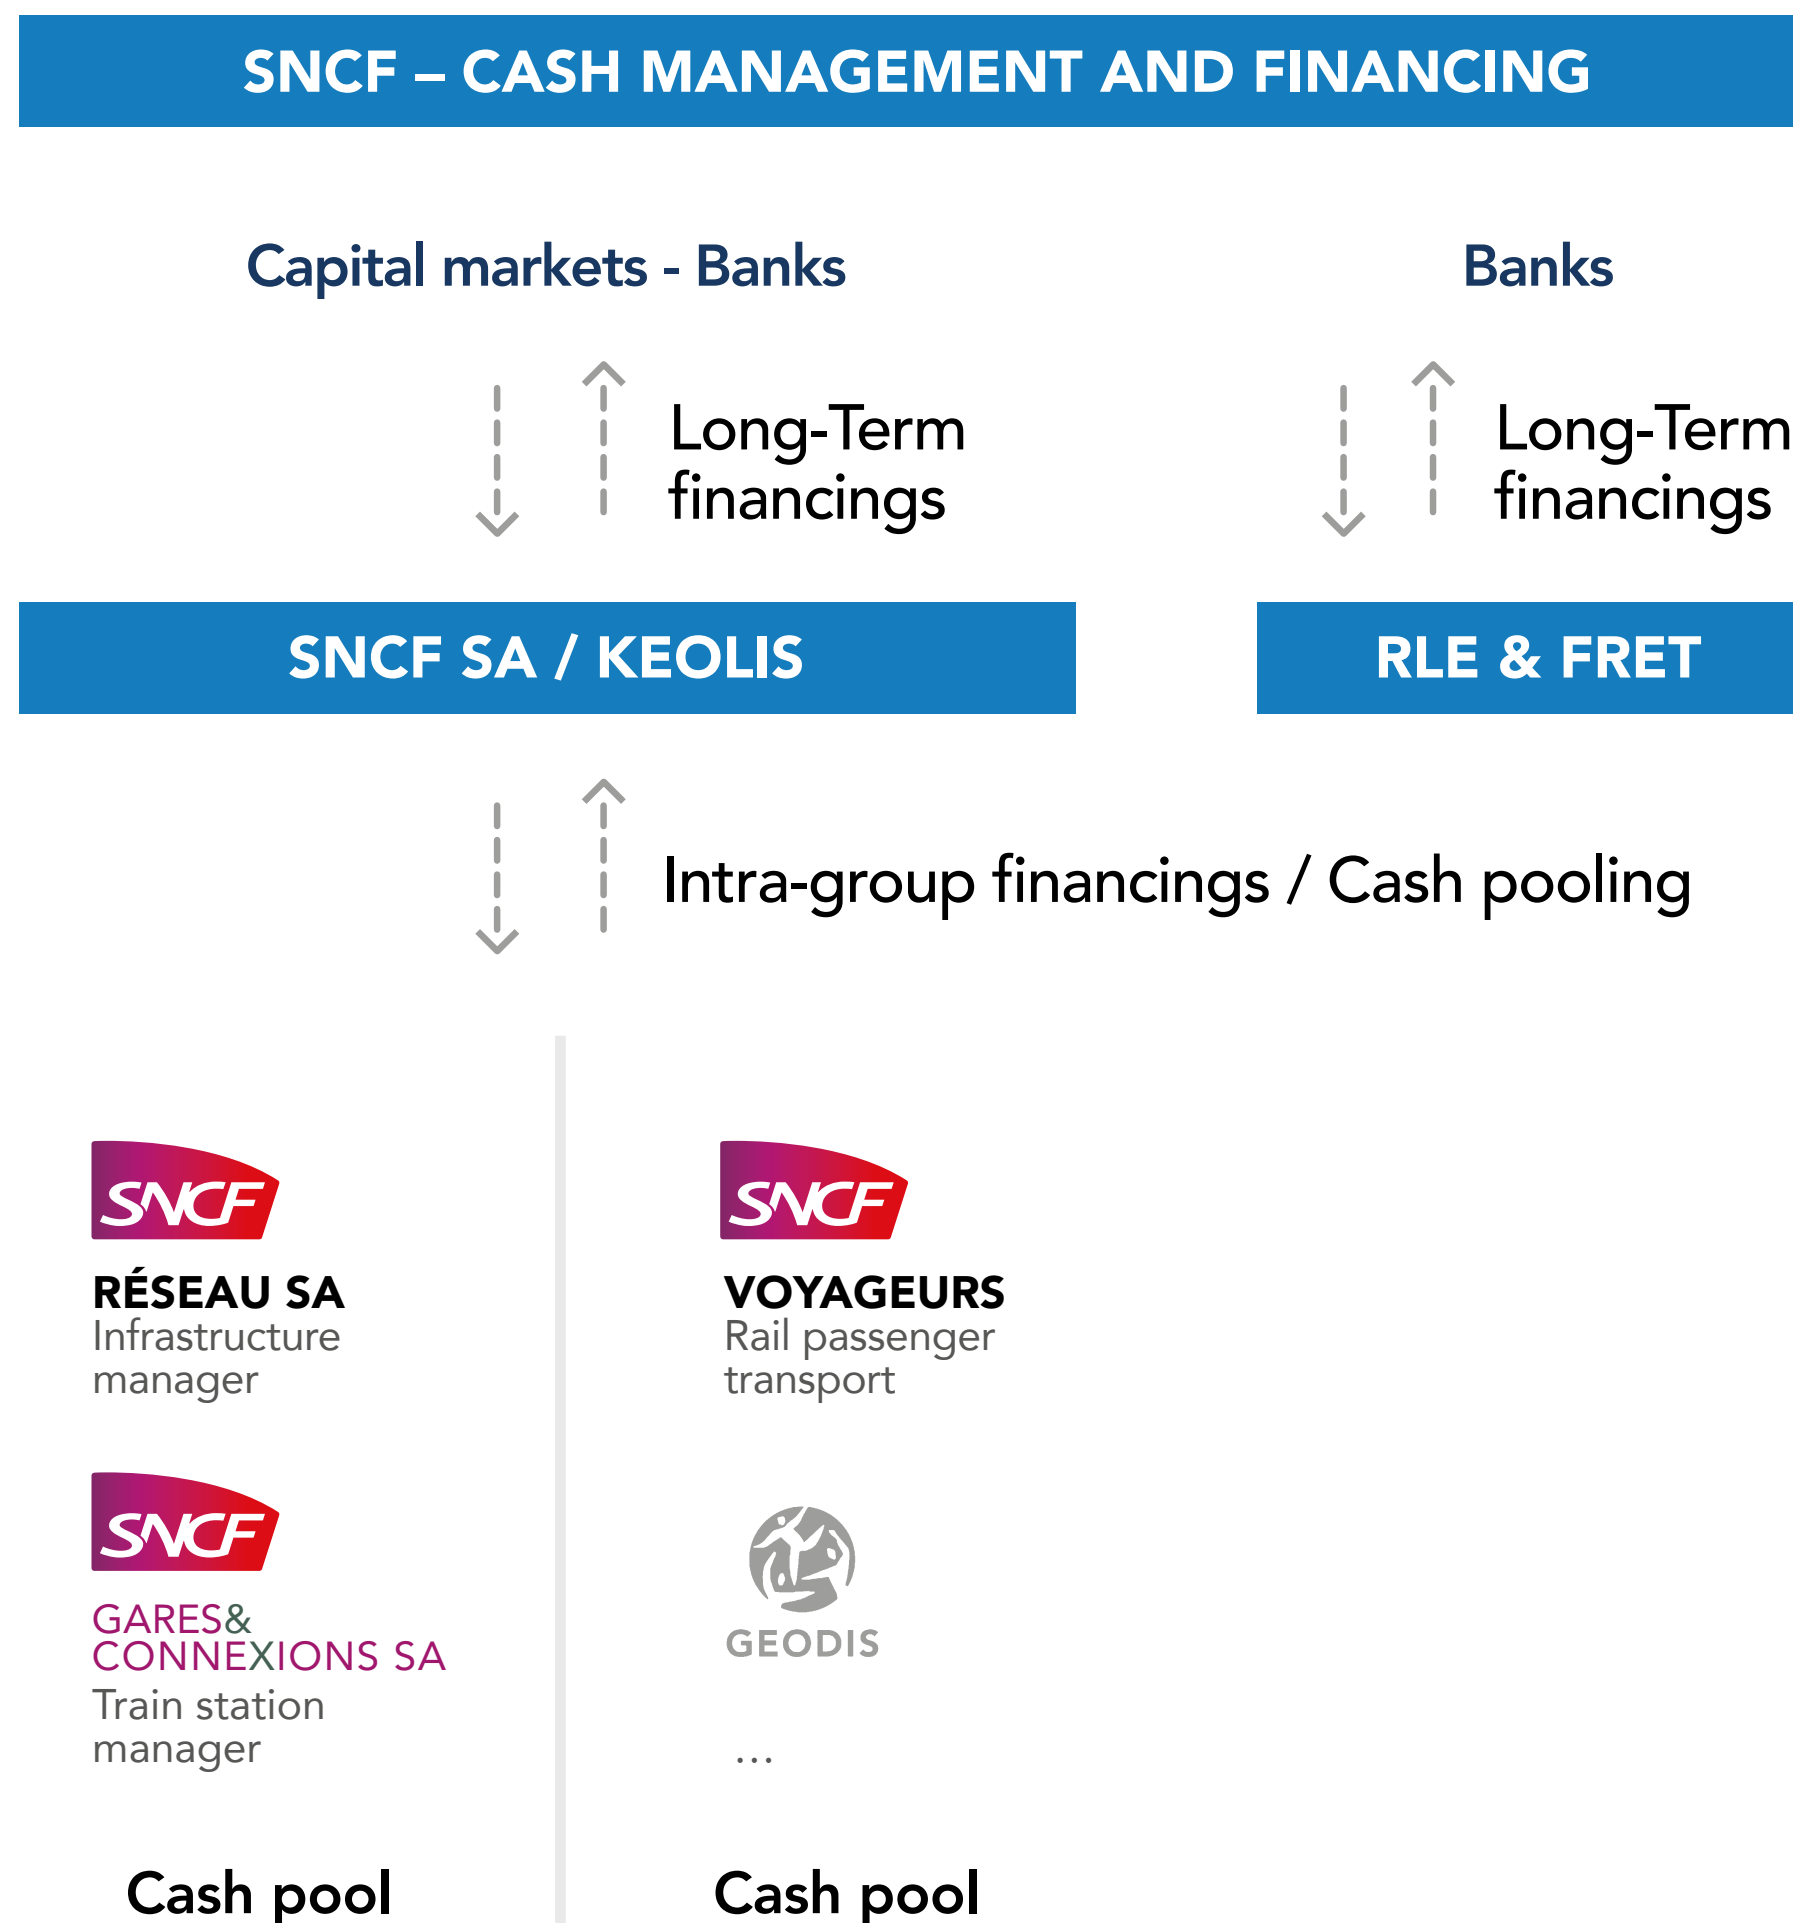 SNCF – CASH MANAGEMENT AND FINANCING
Capital markets - Banks
Banks
Long-Term
financings
Long-Term
financings
SNCF SA / KEOLIS
RLE & FRET
Intra-group financings / Cash pooling
SNCF
RÉSEAU SA
Infrastructure
manager
SNCF
VOYAGEURS
Rail passenger
transport
SNCF
GARES&
CONNEXIONS SA
Train station
manager
GEODIS
...
Cash pool
Cash pool